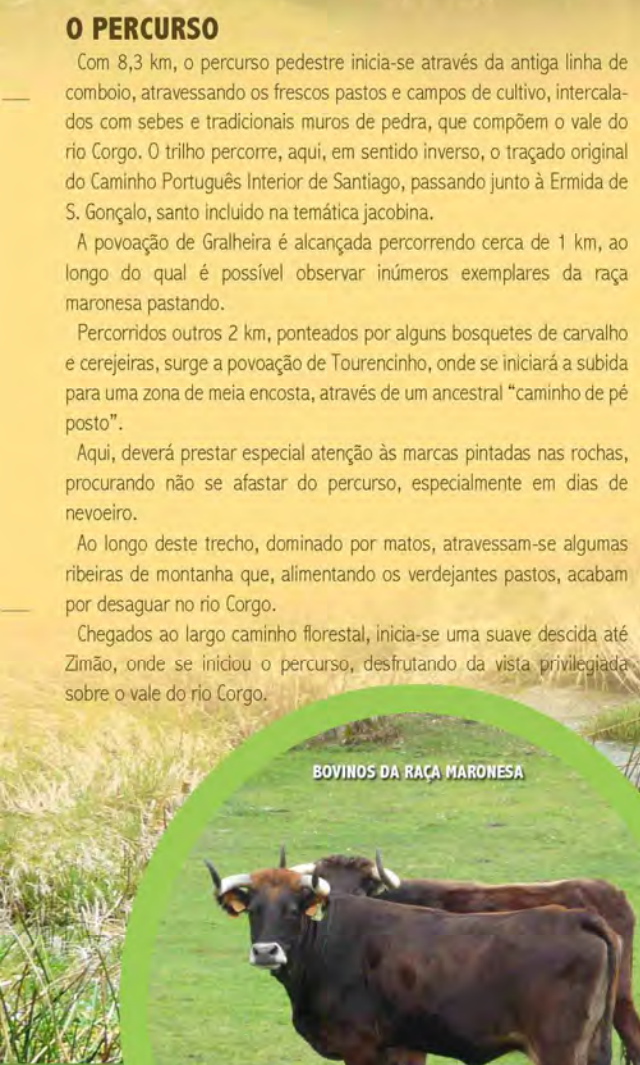 O PERCURSO
Com 8,3 km, o percurso pedestre inicia-se através da antiga linha de
comboio, atravessando os frescos pastos e campos de cultivo, intercala-
dos com sebes e tradicionais muros de pedra, que compõem o vale do
rio Corgo. O trilho percorre, aqui, em sentido inverso, o traçado original
do Caminho Português Interior de Santiago, passando junto à Ermida de
S. Gonçalo, santo incluido na temática jacobina.
A povoação de Gralheira é alcançada percorrendo cerca de 1 km, ao
longo do qual é possível observar inúmeros exemplares da raça
maronesa pastando.
Percorridos outros 2 km, ponteados por alguns bosquetes de carvalho
e cerejeiras, surge a povoação de Tourencinho, onde se iniciará a subida
para uma zona de meia encosta, através de um ancestral “caminho de pé
posto”.
Aqui, deverá prestar especial atenção às marcas pintadas nas rochas,
procurando não se afastar do percurso, especialmente em dias de
nevoeiro.
Ao longo deste trecho, dominado por matos, atravessam-se algumas
ribeiras de montanha que, alimentando os verdejantes pastos, acabam
por desaguar no rio Corgo.
Chegados ao largo caminho florestal, inicia-se uma suave descida até
Zimão, onde se iniciou o percurso, desfrutando da vista privilegiada
sobre o vale do rio Corgo.
BOVINOS DA RAÇA MARONESA